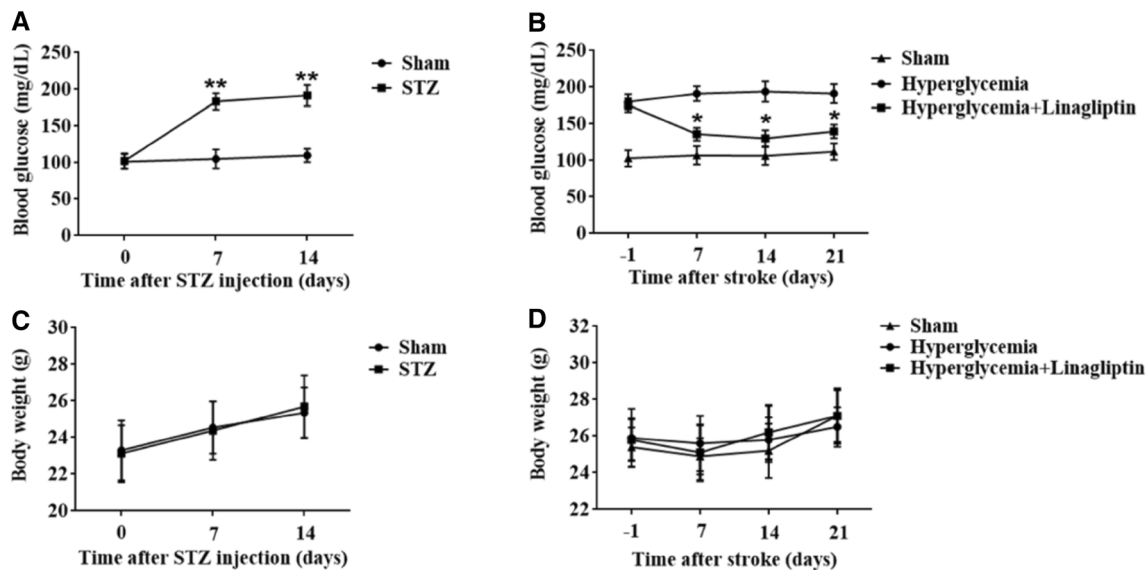 A
250
200
150
100
50
0
Blood glucose (mg/dL)
**
**
Sham
STZ
0
7
14
Time after STZ injection (days)
B
250
200
150
100
50
0
Blood glucose (mg/dL)
*
*
*
Sham
Hyperglycemia
Hyperglycemia+Linagliptin
-1
7
14
21
Time after stroke (days)
C
30
28
26
24
22
20
Body weight (g)
Sham
STZ
0
7
14
Time after STZ injection (days)
D
32
30
28
26
24
22
Body weight (g)
Sham
Hyperglycemia
Hyperglycemia+Linagliptin
-1
7
14
21
Time after stroke (days)